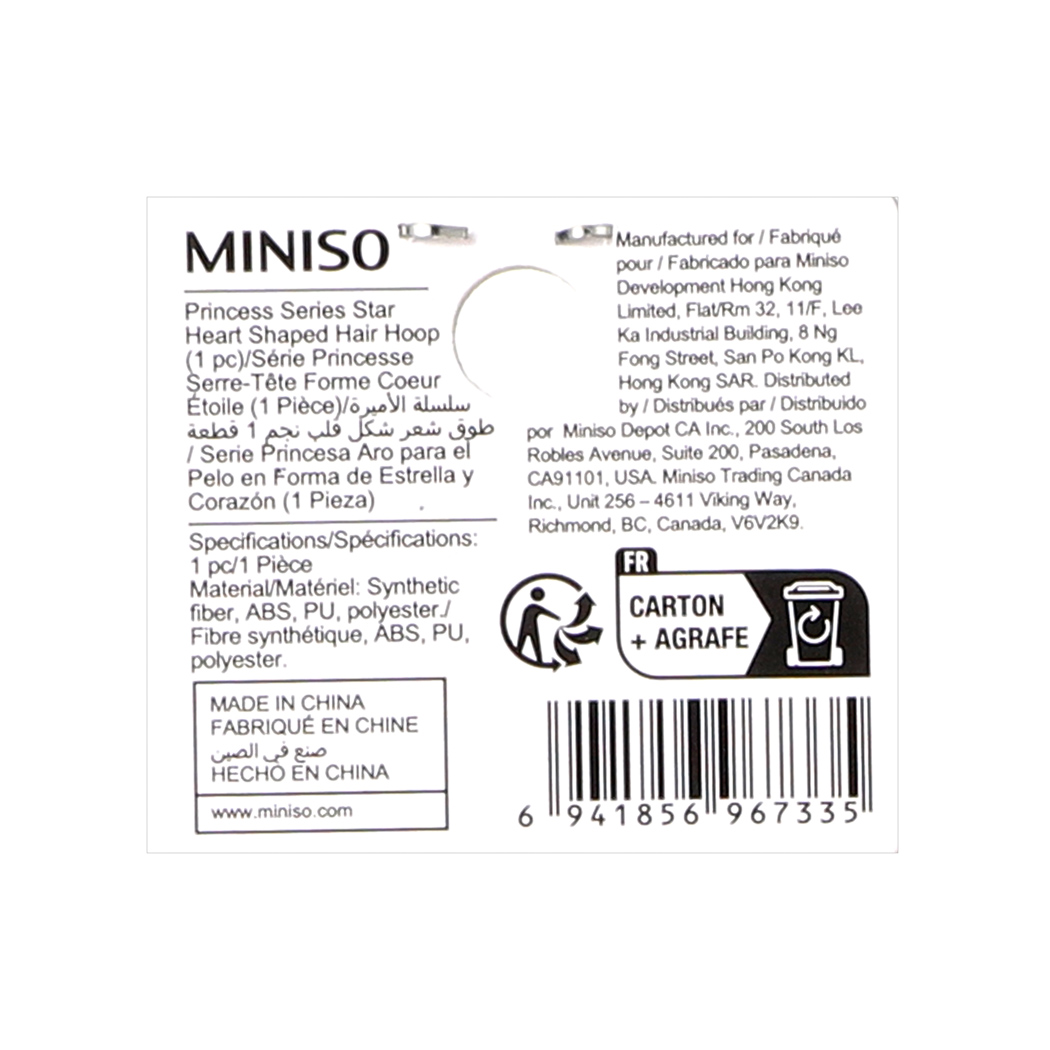 MINISO
Princess Series Star
Heart Shaped Hair Hoop
(1 pc)/Série Princesse
Serre-Tête Forme Coeur
Étoile (1 Pièce)/سلسلة الأميرة
طوق شعر شكل قلب نجم 1 قطعة
/ Serie Princesa Aro para el
Pelo en Forma de Estrella y
Corazón (1 Pieza)
Specifications/Spécifications:
1 pc/1 Pièce
Material/Matériel: Synthetic
fiber, ABS, PU, polyester./
Fibre synthétique, ABS, PU,
polyester.
MADE IN CHINA
FABRIQUÉ EN CHINE
صنع في الصين
HECHO EN CHINA
www.miniso.com
Manufactured for / Fabriqué
pour / Fabricado para Miniso
Development Hong Kong
Limited, Flat/Rm 32, 11/F, Lee
Ka Industrial Building, 8 Ng
Fong Street, San Po Kong KL,
Hong Kong SAR. Distributed
by / Distribués par / Distribuido
por Miniso Depot CA Inc., 200 South Los
Robles Avenue, Suite 200, Pasadena,
CA91101, USA. Miniso Trading Canada
Inc., Unit 256 – 4611 Viking Way,
Richmond, BC, Canada, V6V2K9.
FR
CARTON
+ AGRAFE
6 941856 967335